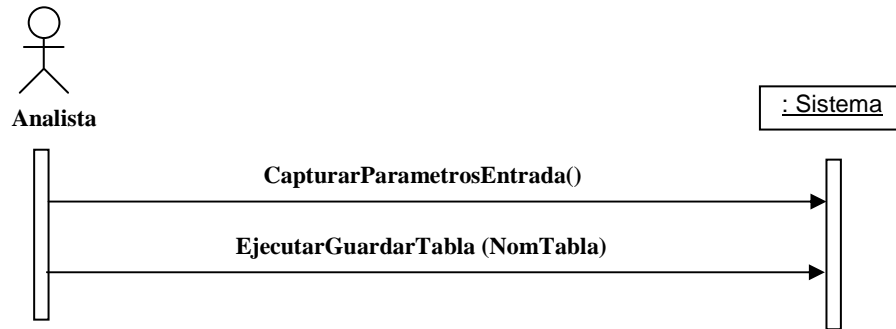 Analista
: Sistema
CapturarParametrosEntrada()
EjecutarGuardarTabla (NomTabla)